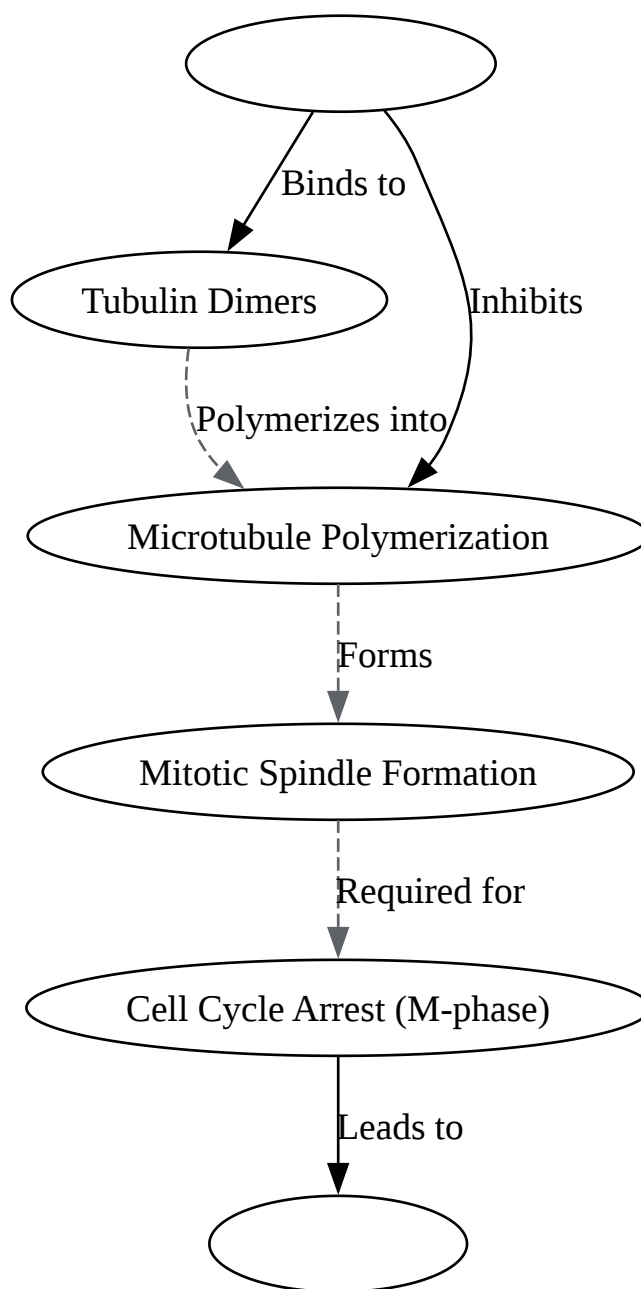 Binds to
Tubulin Dimers
Inhibits
Polymerizes into
Microtubule Polymerization
Forms
Mitotic Spindle Formation
Required for
Cell Cycle Arrest (M-phase)
Leads to